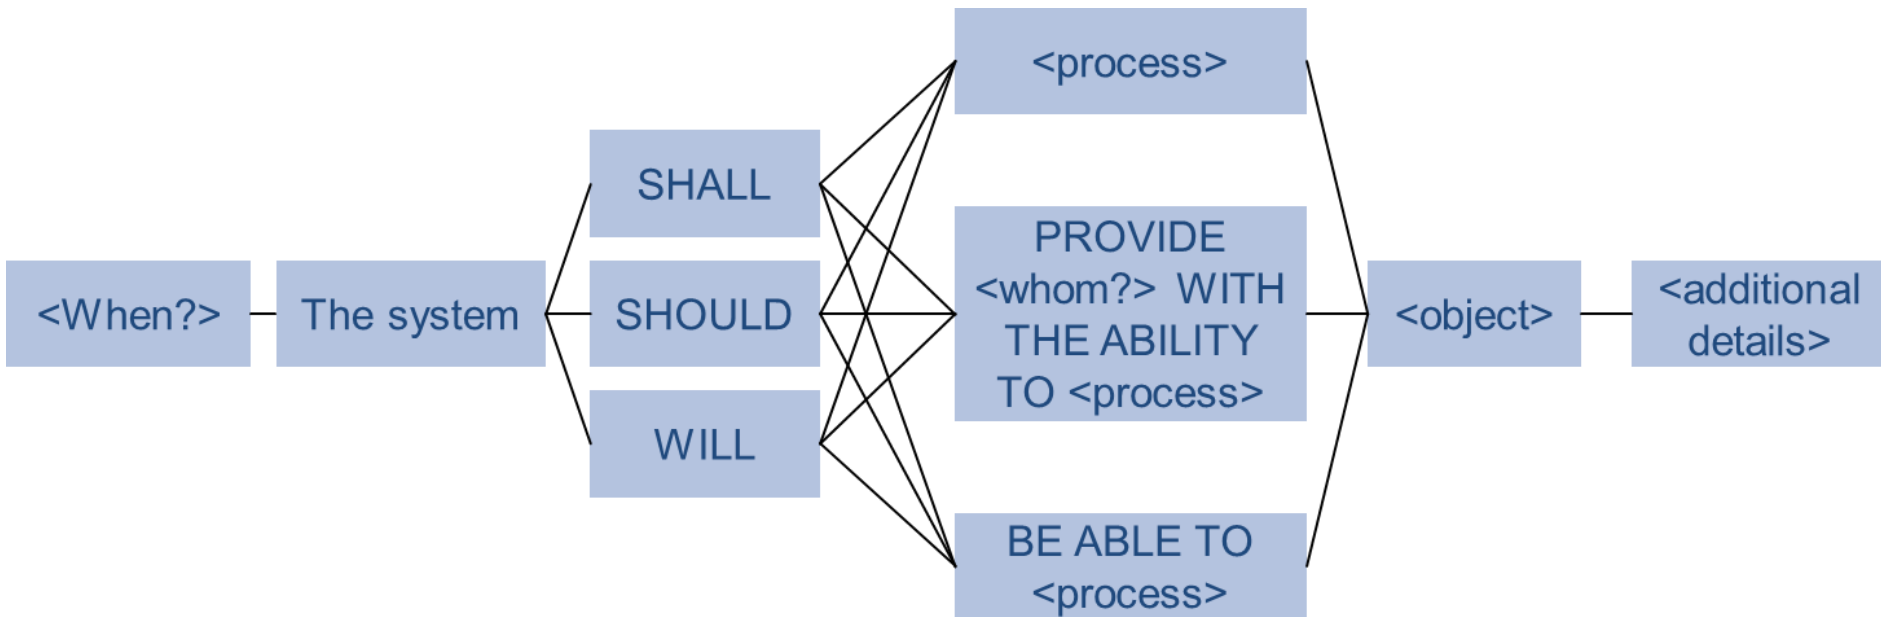 <When?>
The system
SHALL
SHOULD
WILL
<process>
PROVIDE
<whom?> WITH
THE ABILITY
TO <process>
BE ABLE TO
<process>
<object>
<additional
details>